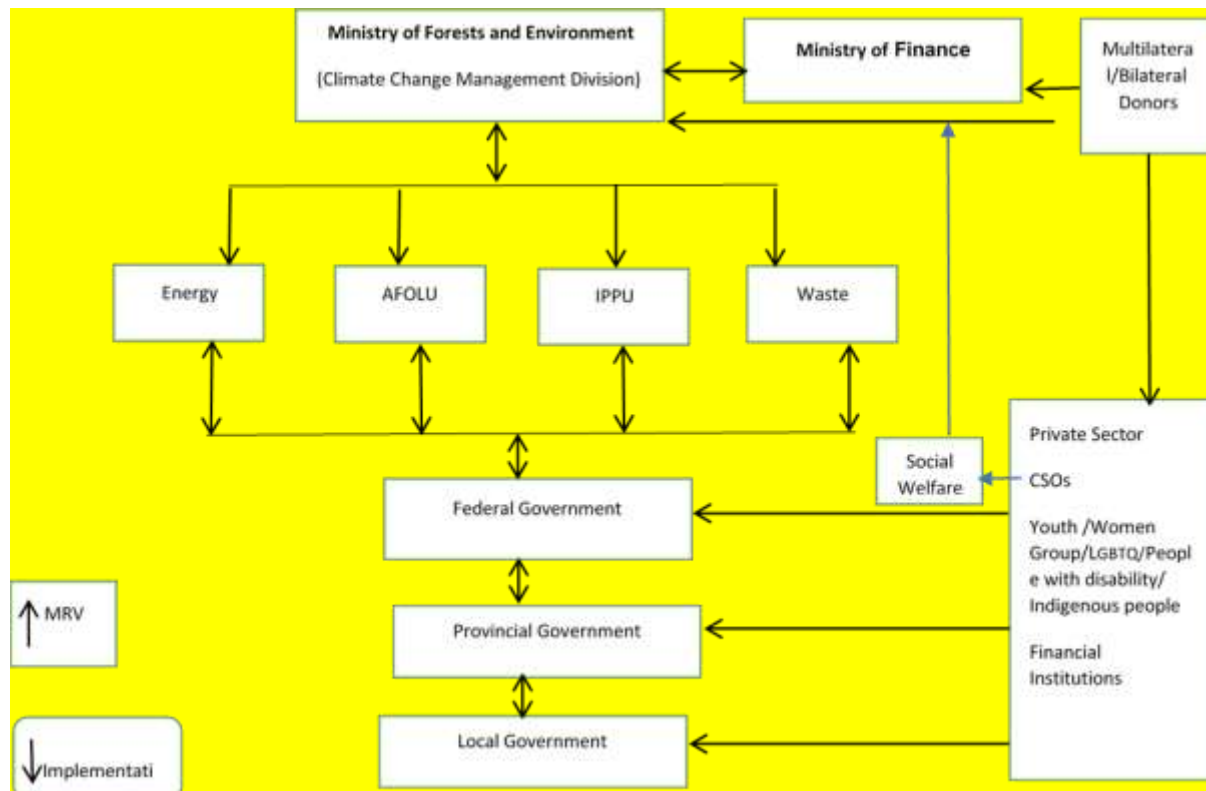 Ministry of Forests and Environment
(Climate Change Management Division)
Ministry of Finance
Multilatera
l/Bilateral
Donors
Energy
AFOLU
IPPU
Waste
Social
Welfare
Private Sector
CSOs
Youth /Women
Group/LGBTQ/Peopl
e with disability/
Indigenous people
Financial
Institutions
Federal Government
Provincial Government
Local Government
MRV
Implementati